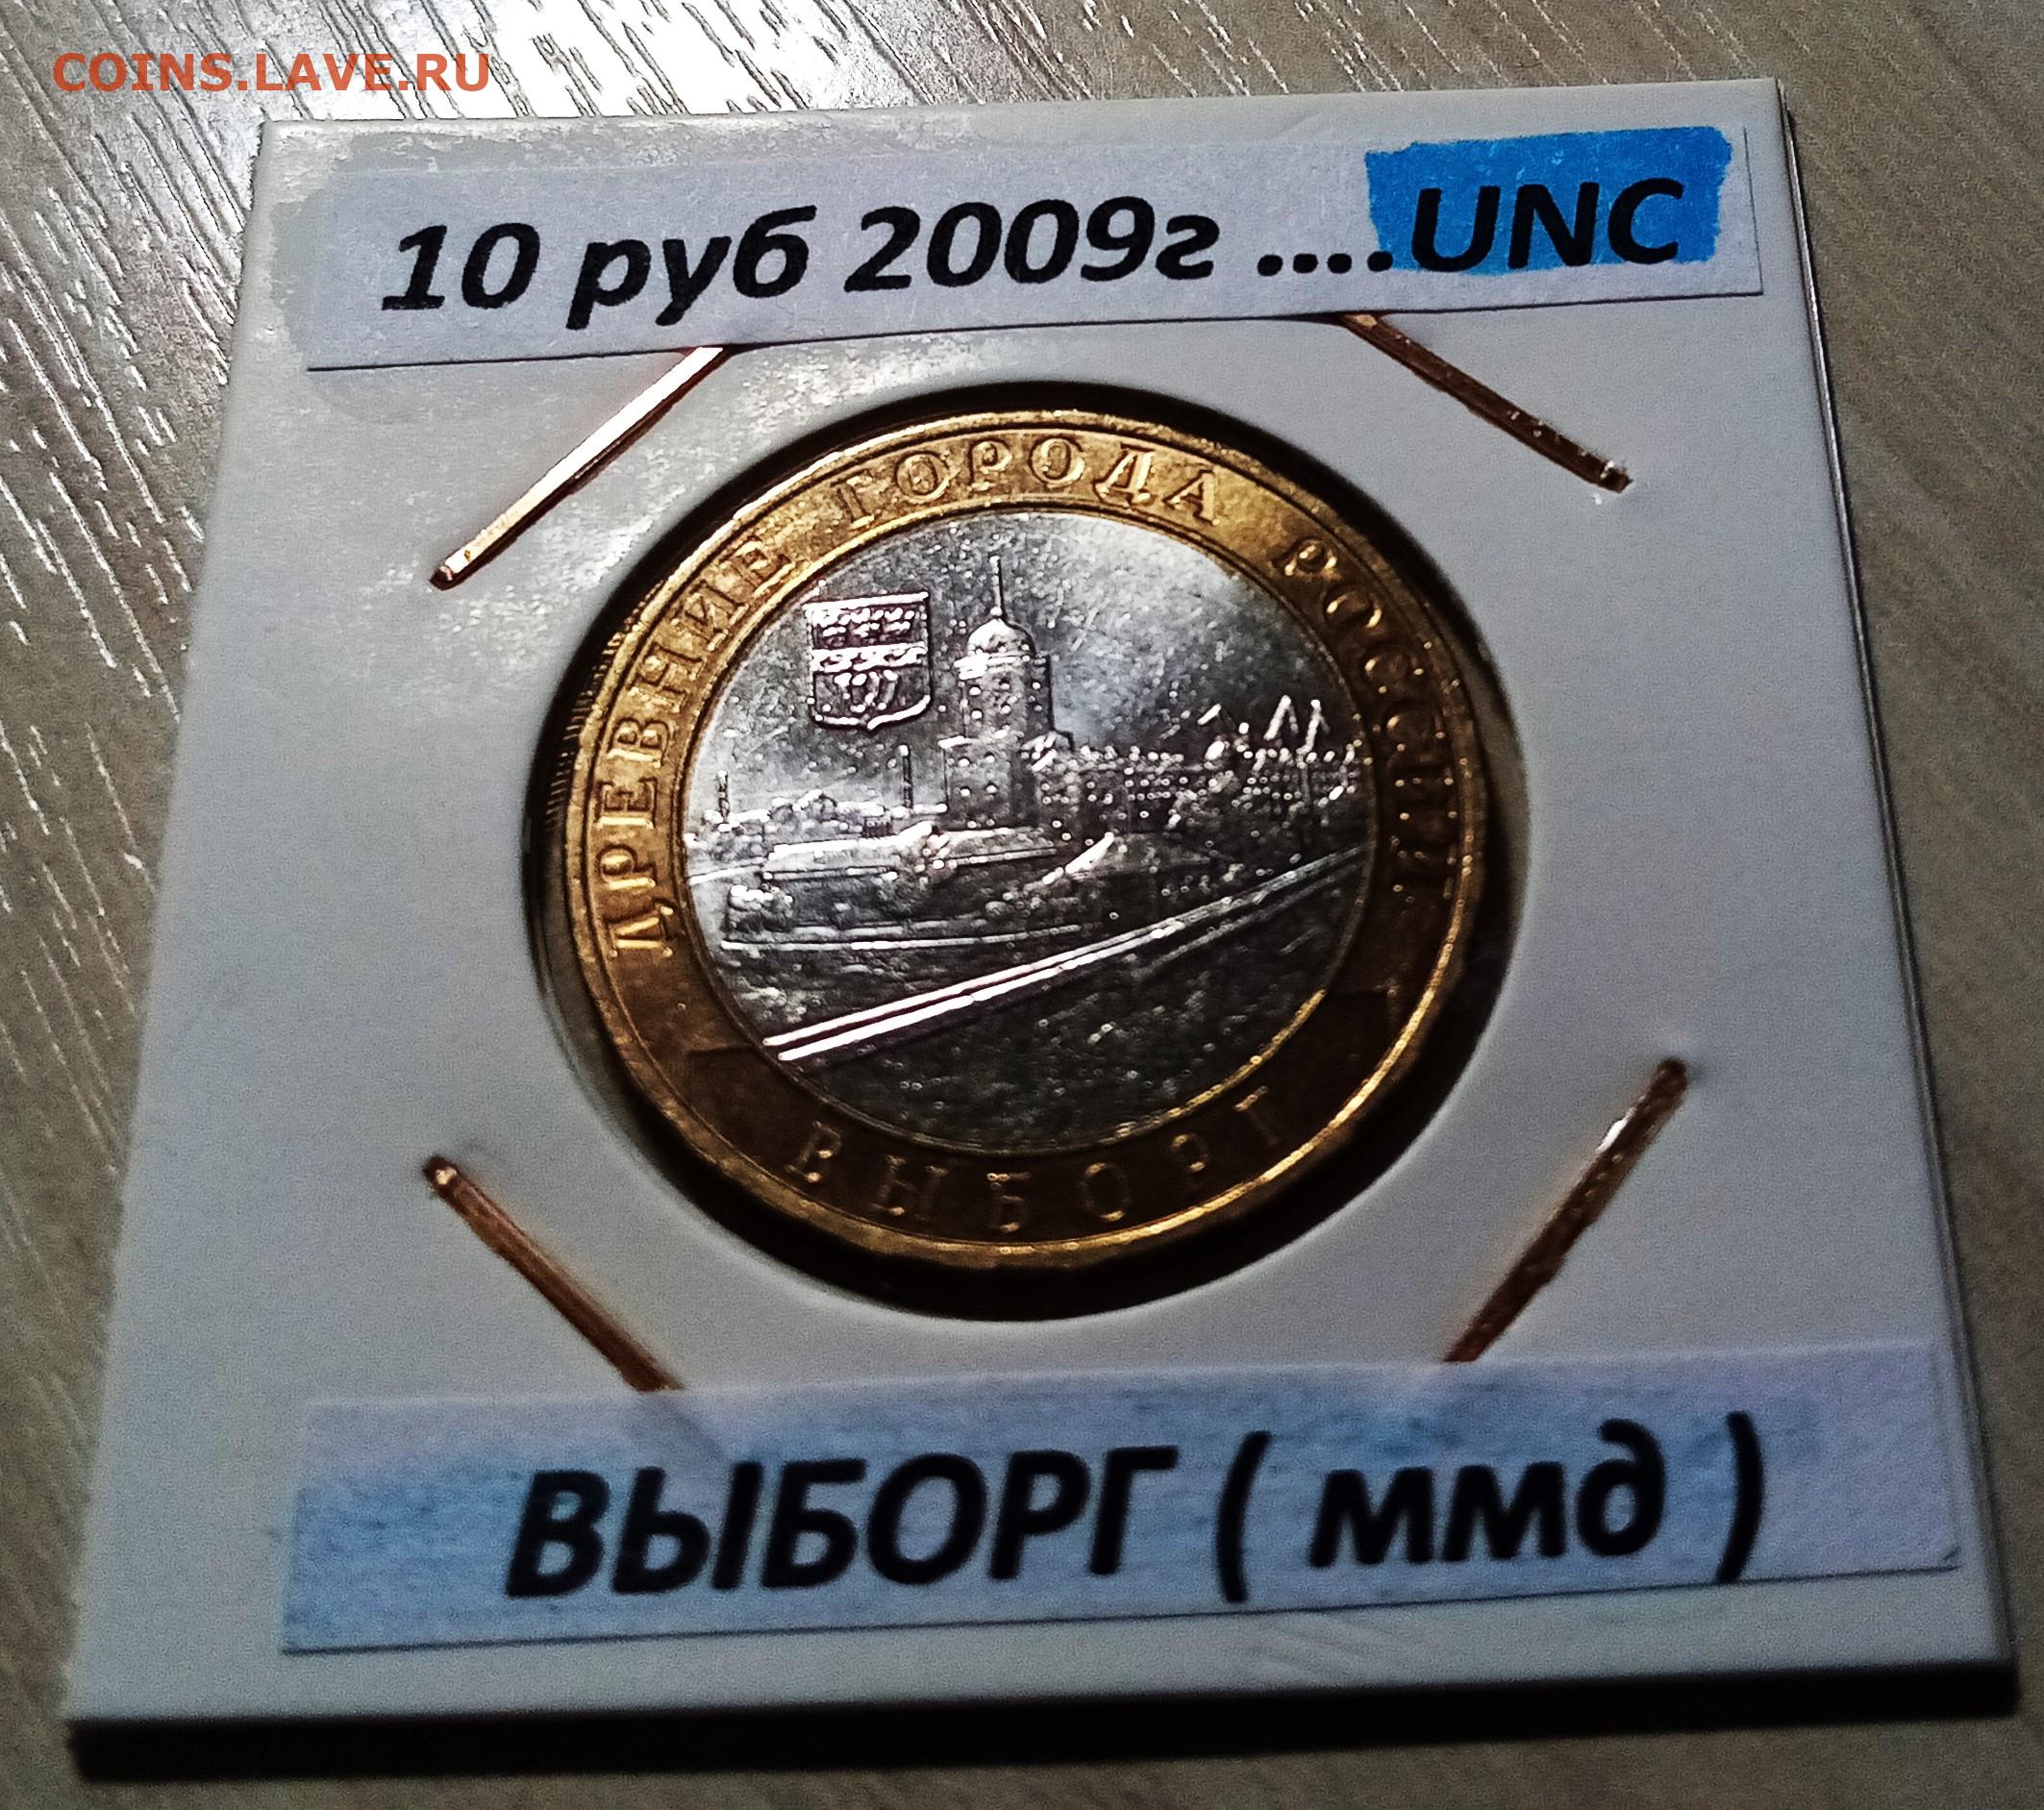 COINS.LAVE.RU
10 руб 2009г ....UNC
ДРЕВНИЕ ГОРОДА РОССИИ
ВЫБОРГ
ВЫБОРГ ( ммд )